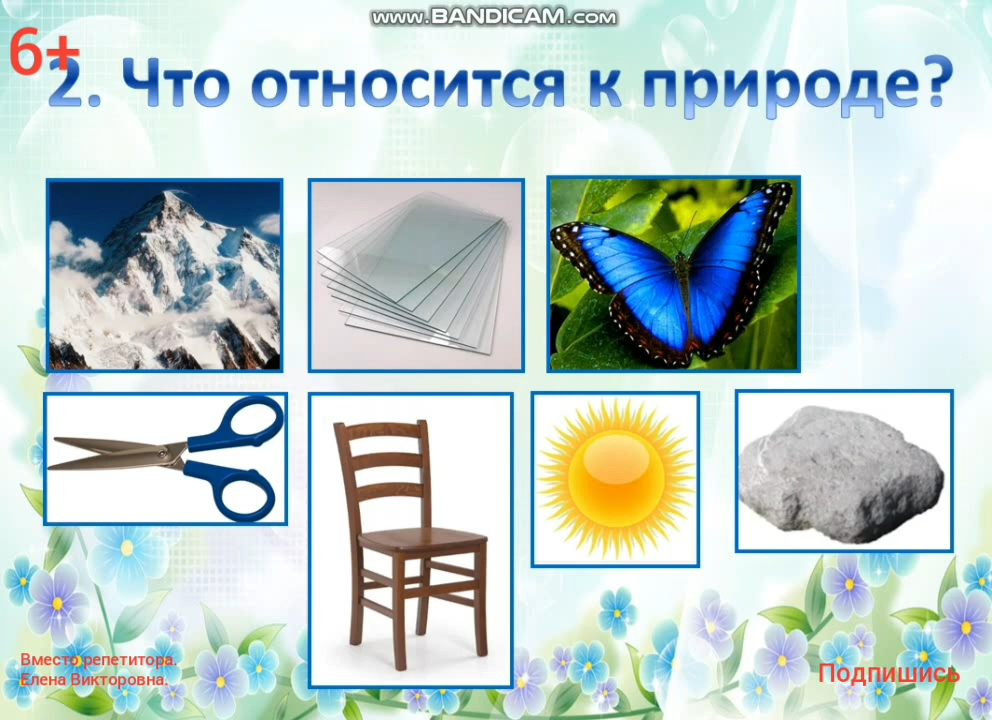 www.BANDICAM.com
6+
2. Что относится к природе?
Вместо репетитора.
Елена Викторовна.
Подпишись